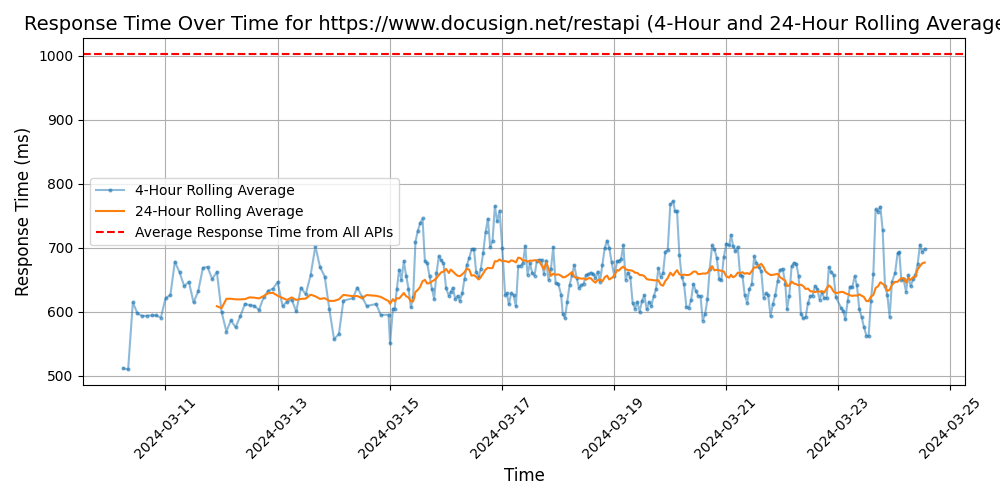 Response Time Over Time for https://www.docusign.net/restapi (4-Hour and 24-Hour Rolling Average
Response Time (ms)
1000
900
800
700
600
500
4-Hour Rolling Average
24-Hour Rolling Average
Average Response Time from All APIs
2024-03-11
2024-03-13
2024-03-15
2024-03-17
2024-03-19
2024-03-21
2024-03-23
2024-03-25
Time